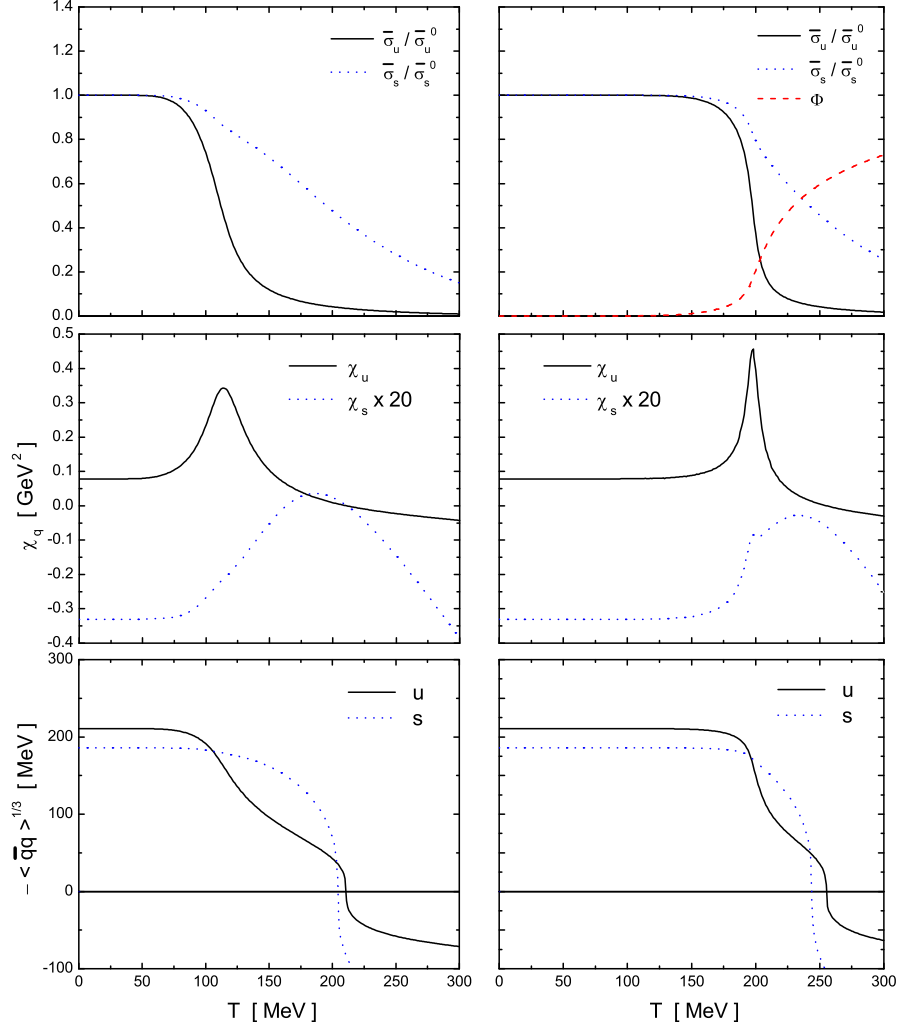 1.4
1.2
1.0
0.8
0.6
0.4
0.2
0.0
σ̅u / σ̅u⁰
σ̅s / σ̅s⁰
σ̅u / σ̅u⁰
σ̅s / σ̅s⁰
Φ
0.5
0.4
0.3
0.2
0.1
0.0
-0.1
-0.2
-0.3
-0.4
χq [ GeV² ]
χu
χs x 20
χu
χs x 20
300
200
100
0
-100
− < q̅q >^1/3 [ MeV ]
u
s
u
s
0 50 100 150 200 250 300
0 50 100 150 200 250 300
T [ MeV ]
T [ MeV ]